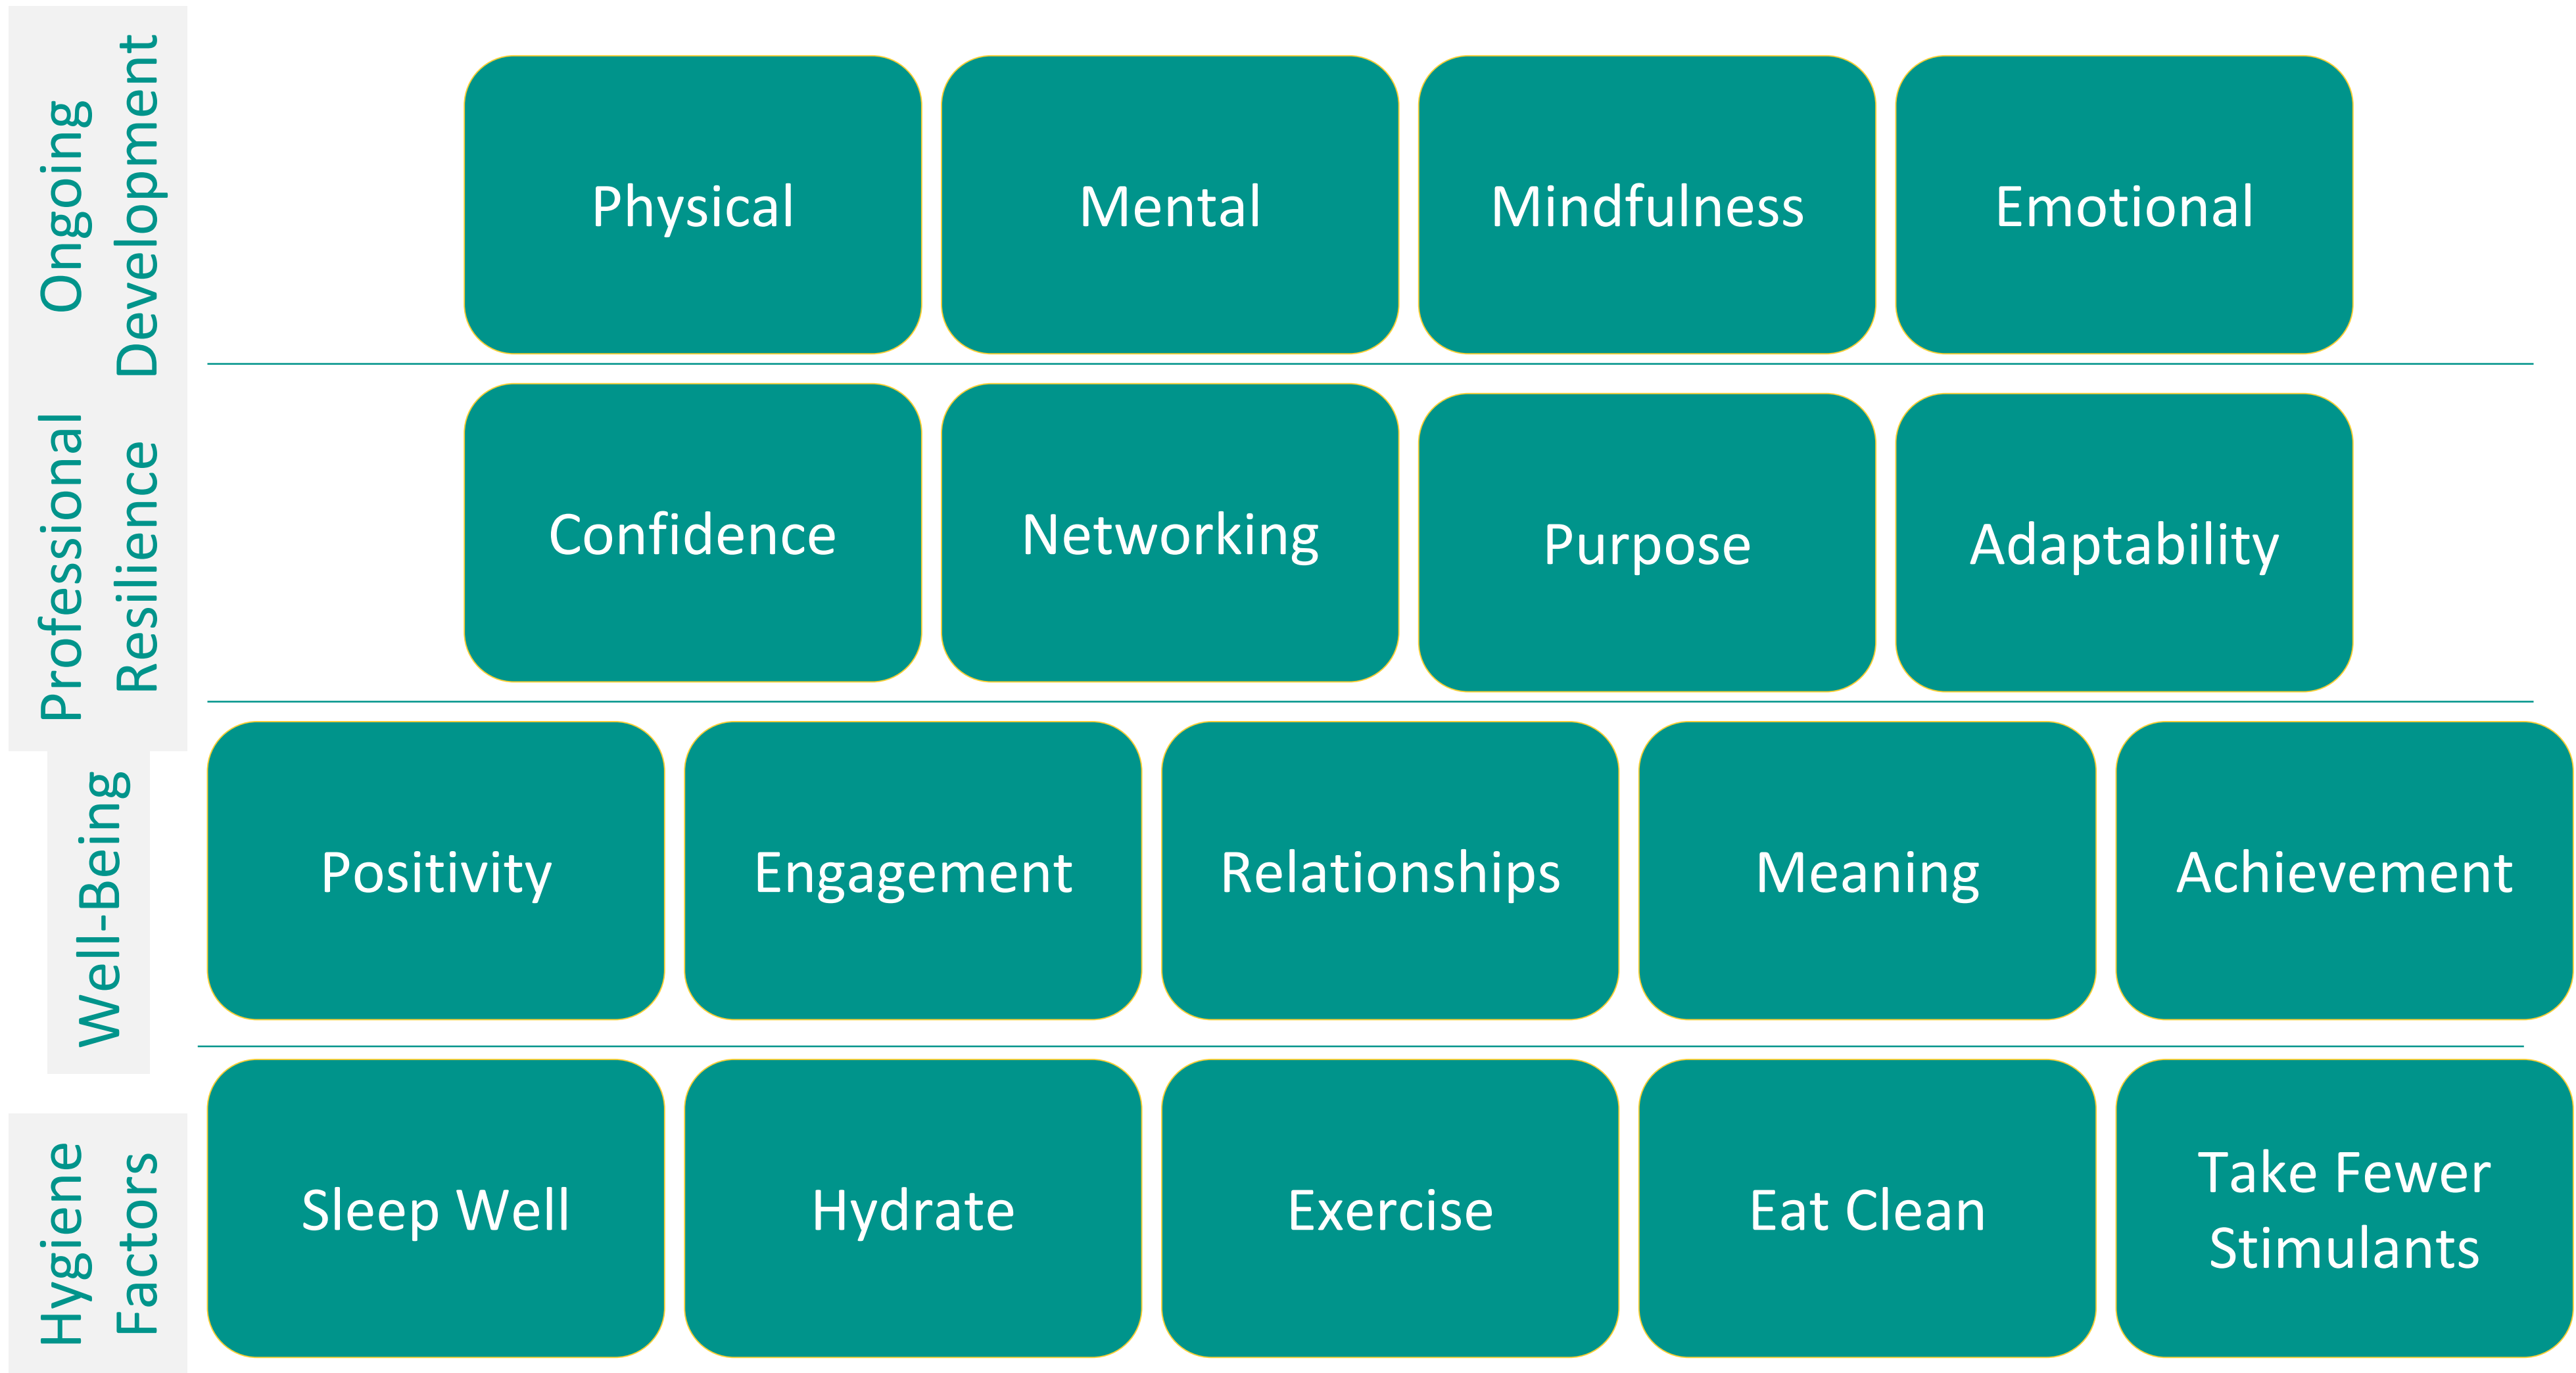 Ongoing
Development
Physical
Mental
Mindfulness
Emotional
Professional
Resilience
Confidence
Networking
Purpose
Adaptability
Well-Being
Positivity
Engagement
Relationships
Meaning
Achievement
Hygiene
Factors
Sleep Well
Hydrate
Exercise
Eat Clean
Take Fewer
Stimulants